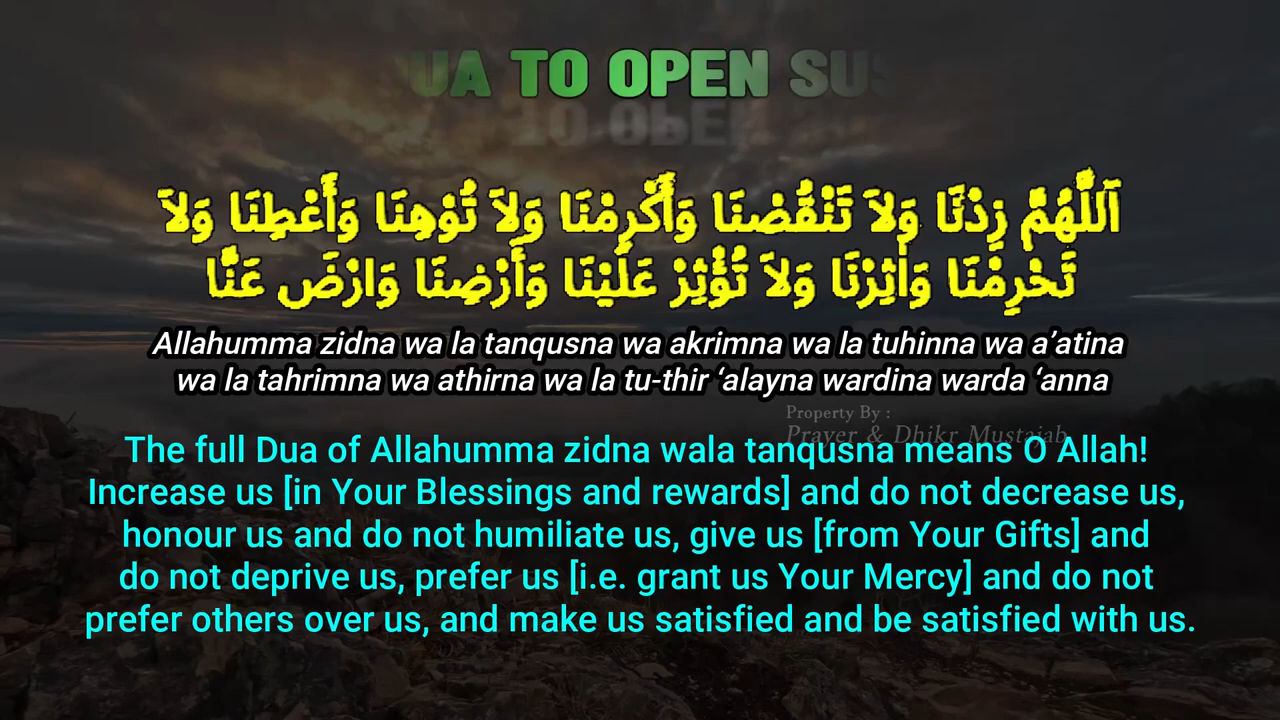 UA TO OPEN SUS
اَللّٰهُمَّ زِدْنَا وَلاَ تَنْقُصْنَا وَأَكْرِمْنَا وَلاَ تُوْهِنَا وَأَعْطِنَا وَلاَ
تَحْرِمْنَا وَاٰثِرْنَا وَلاَ تُؤْثِرْ عَلَيْنَا وَأَرْضِنَا وَارْضَ عَنَّا
Allahumma zidna wa la tanqusna wa akrimna wa la tuhinna wa a’atina
wa la tahrimna wa athirna wa la tu-thir ‘alayna wardina warda ‘anna
Property By :
Prayer & Dhikr Mustajab
The full Dua of Allahumma zidna wala tanqusna means O Allah!
Increase us [in Your Blessings and rewards] and do not decrease us,
honour us and do not humiliate us, give us [from Your Gifts] and
do not deprive us, prefer us [i.e. grant us Your Mercy] and do not
prefer others over us, and make us satisfied and be satisfied with us.